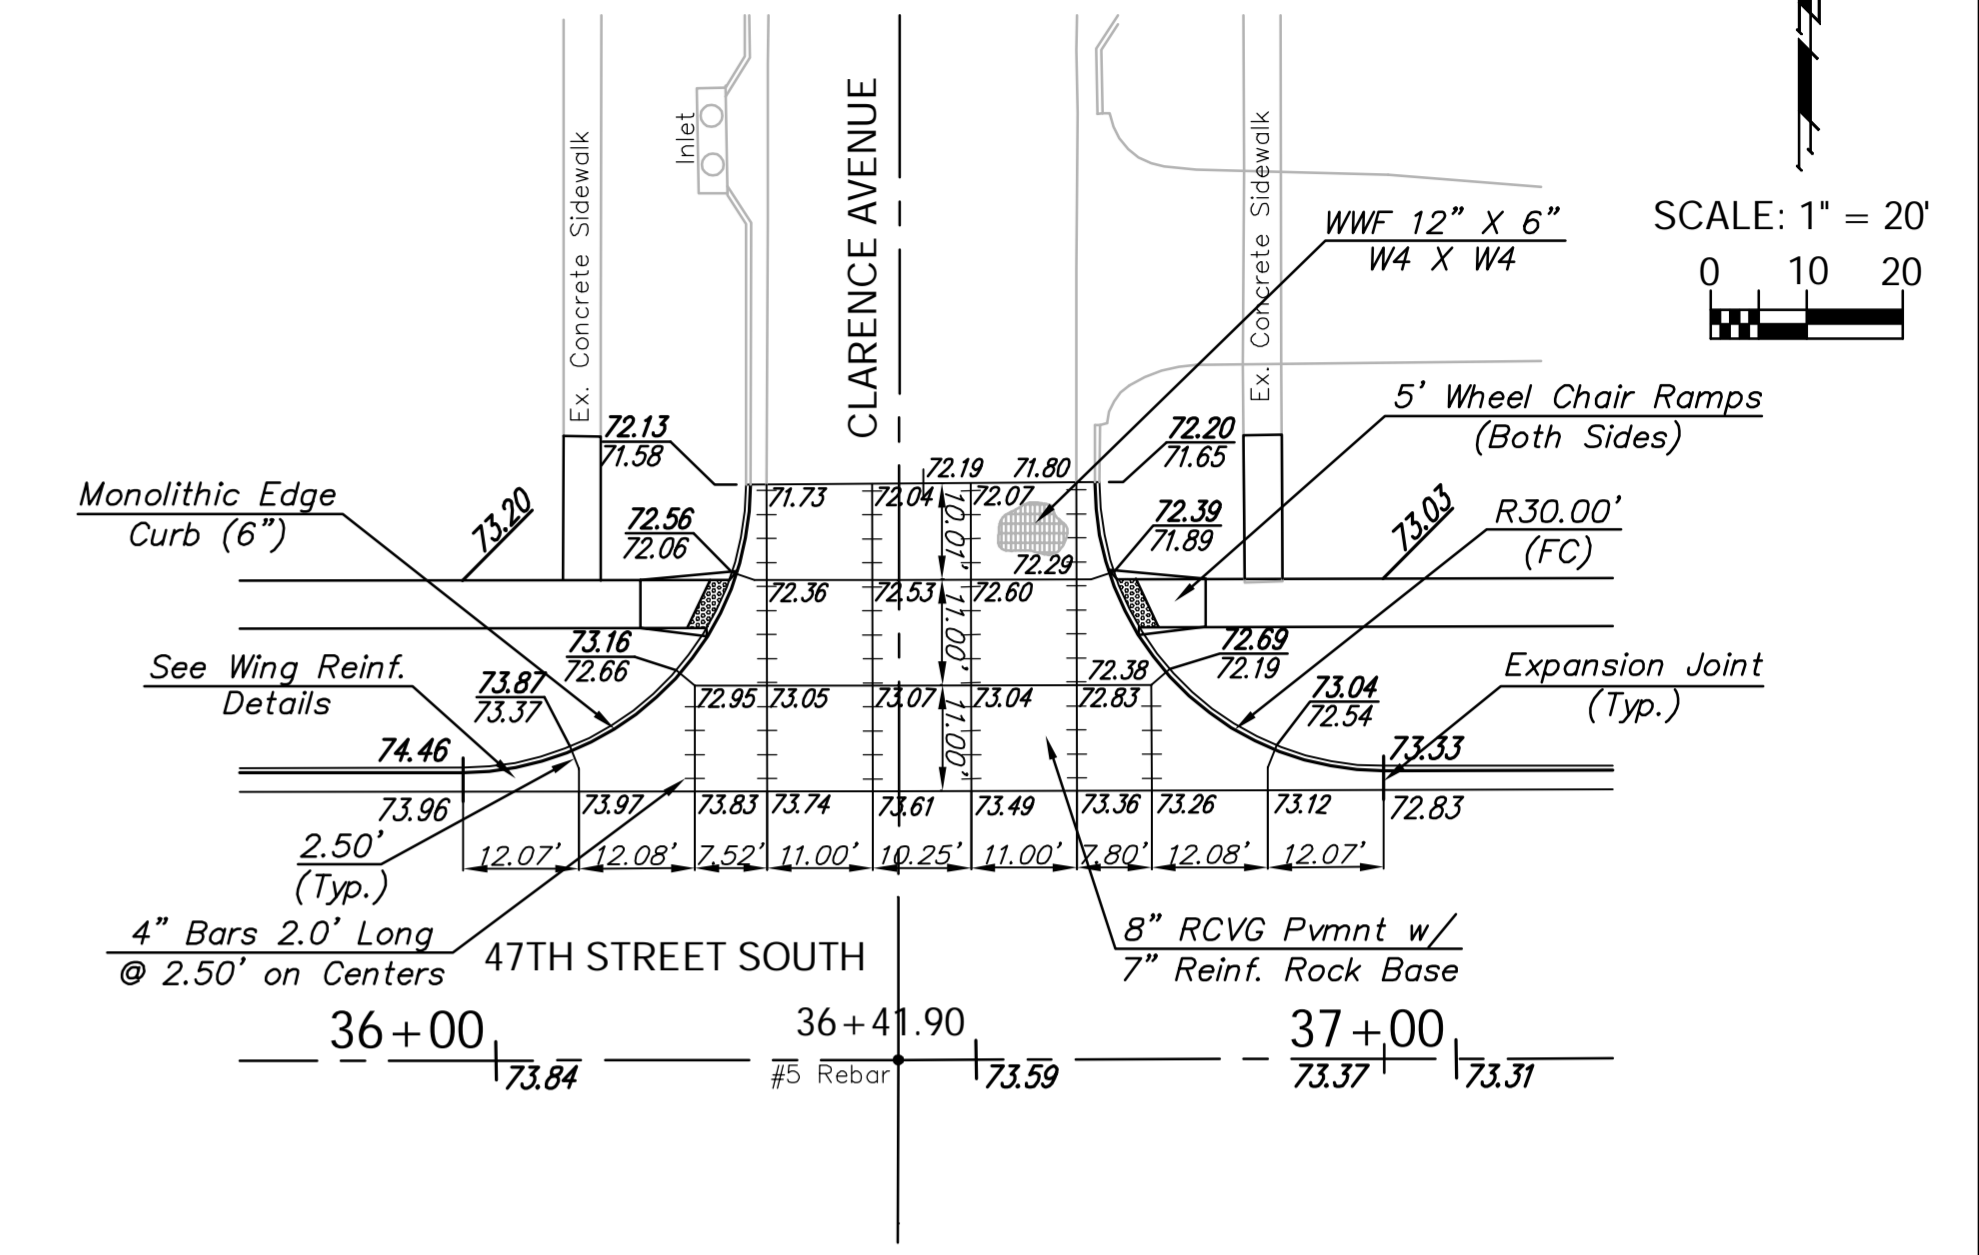 CLARENCE AVENUE
Inlet
Ex. Concrete Sidewalk
Ex. Concrete Sidewalk
WWF 12" X 6"
W4 X W4
SCALE: 1" = 20'
0 10 20
5' Wheel Chair Ramps
(Both Sides)
72.13
71.58
72.20
71.65
72.19 71.80
71.73 72.04 72.07
10.01'
Monolithic Edge
Curb (6")
73.20
72.56
72.06
72.39
71.89
73.03
R30.00'
(FC)
72.29
72.36 72.53 72.60
11.00'
73.16
72.66
72.69
72.19
72.38
See Wing Reinf.
Details
73.87
73.37
72.95 73.05 73.07 73.04 72.83
73.04
72.54
Expansion Joint
(Typ.)
11.00'
74.46
73.96
73.33
72.83
73.97 73.83 73.74 73.61 73.49 73.36 73.26 73.12
2.50'
(Typ.)
12.07' 12.08' 7.52' 11.00' 10.25' 11.00' 7.80' 12.08' 12.07'
4" Bars 2.0' Long
@ 2.50' on Centers
47TH STREET SOUTH
8" RCVG Pvmnt w/
7" Reinf. Rock Base
36+00
36+41.90
37+00
73.84
#5 Rebar
73.59
73.37
73.31